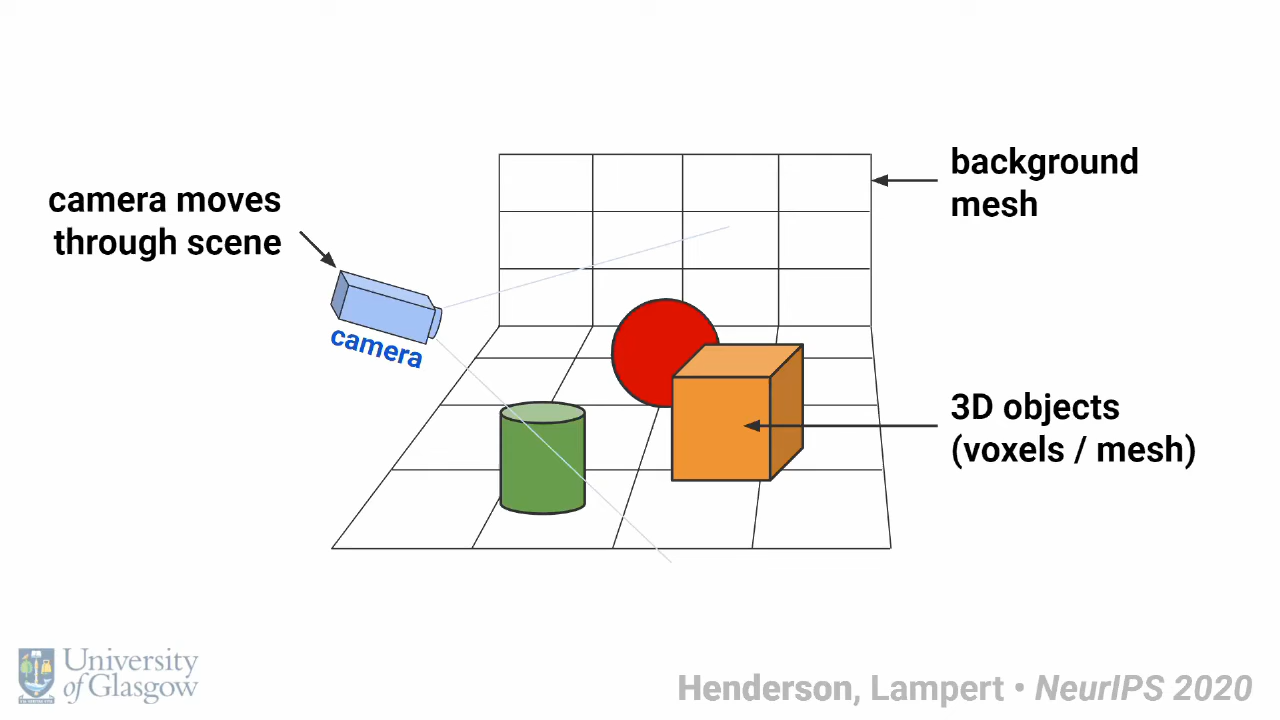 camera moves
through scene
camera
background
mesh
3D objects
(voxels / mesh)
University
of Glasgow
Henderson, Lampert • NeurIPS 2020